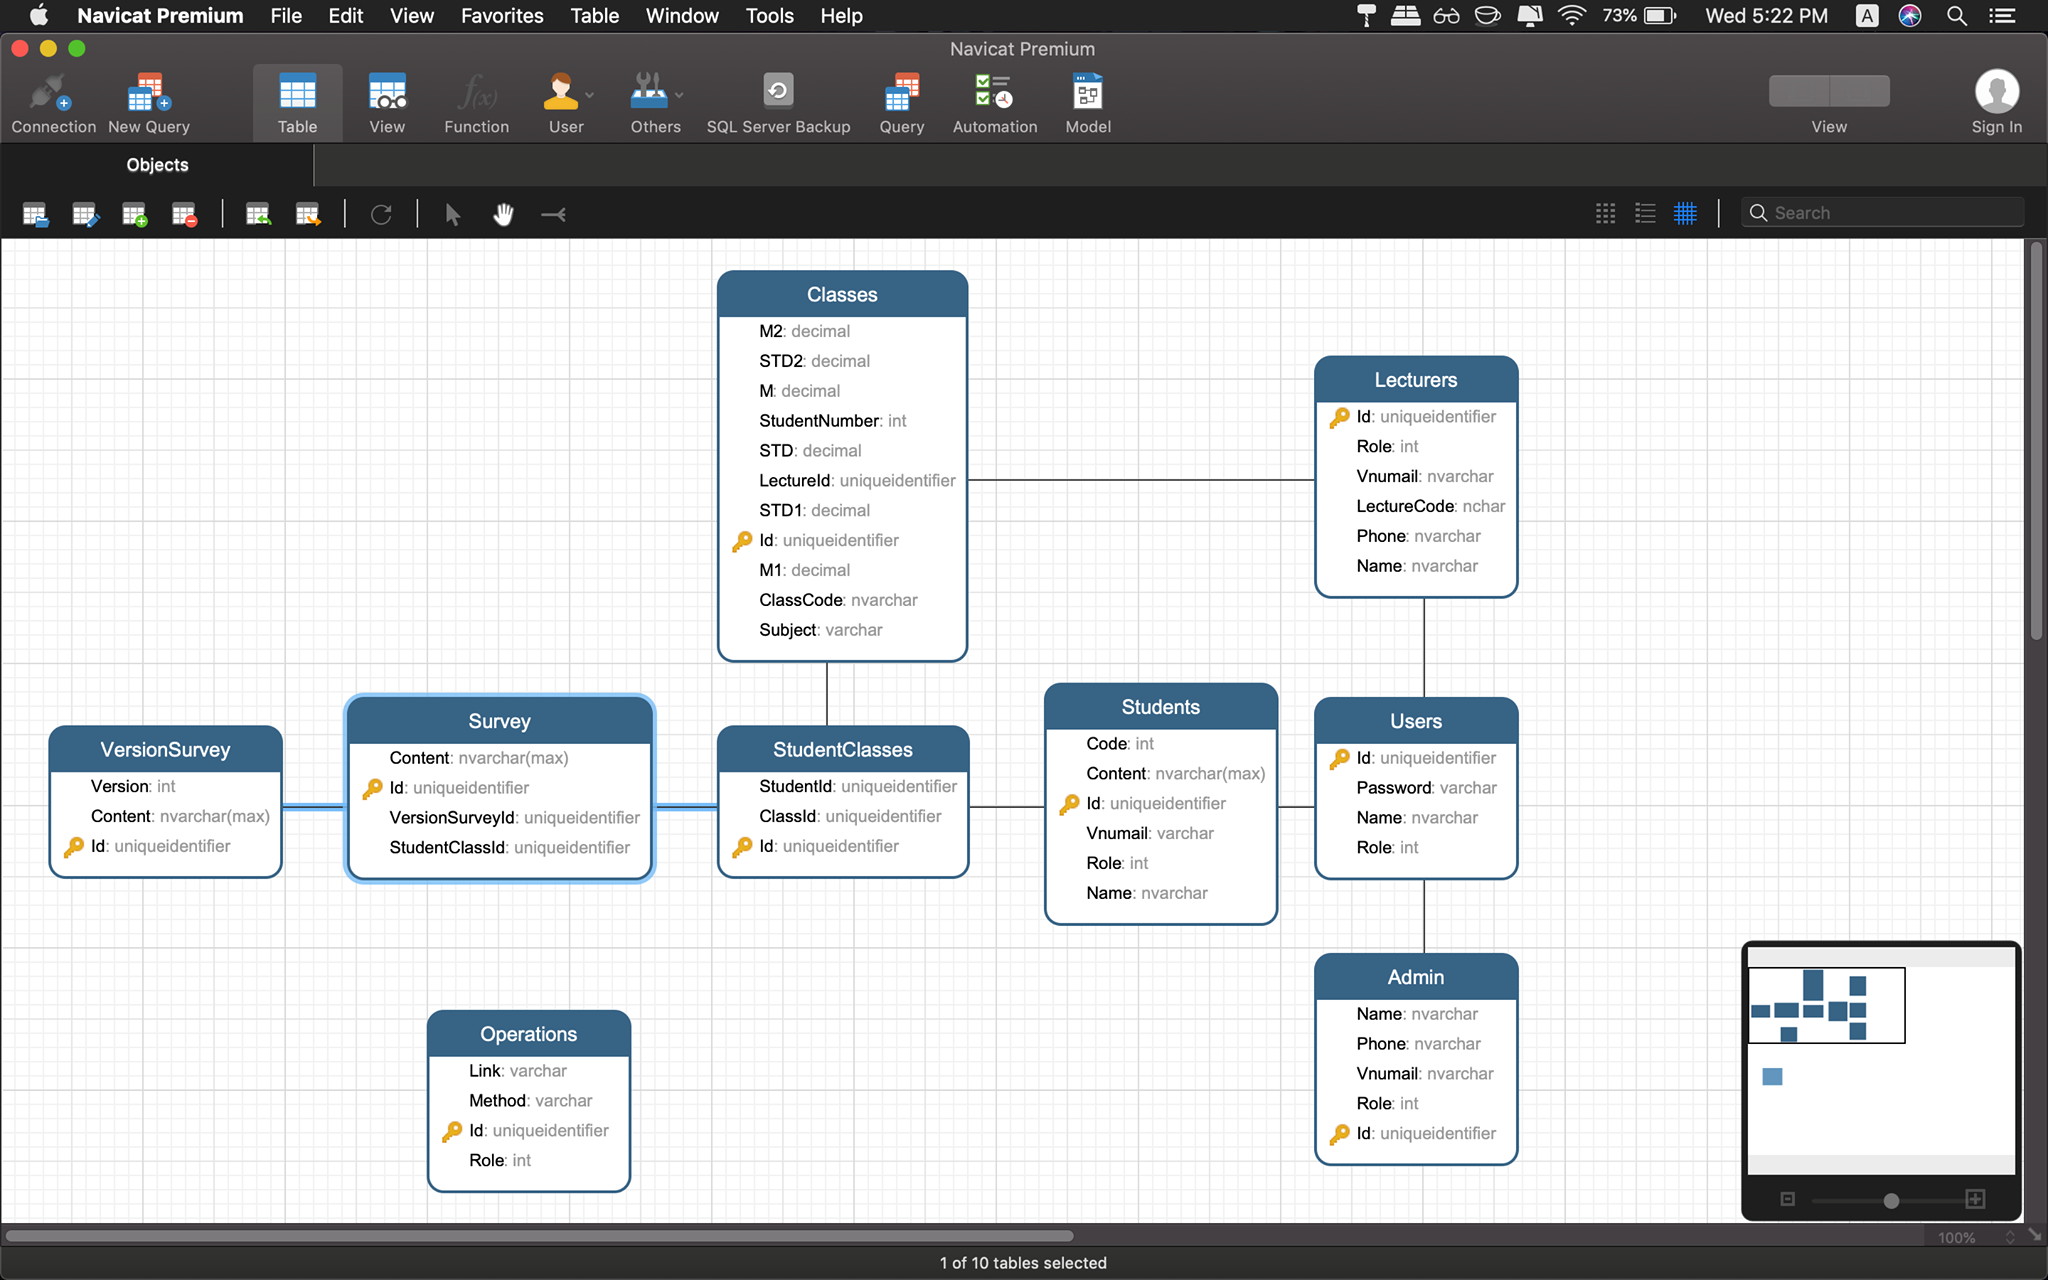 Navicat Premium File Edit View Favorites Table Window Tools Help 73% Wed 5:22 PM A
Navicat Premium
Connection New Query Table View Function User Others SQL Server Backup Query Automation Model View Sign In
f(x)
Objects
Search
Classes
M2: decimal
STD2: decimal
M: decimal
StudentNumber: int
STD: decimal
LectureId: uniqueidentifier
STD1: decimal
Id: uniqueidentifier
M1: decimal
ClassCode: nvarchar
Subject: varchar
Lecturers
Id: uniqueidentifier
Role: int
Vnumail: nvarchar
LectureCode: nchar
Phone: nvarchar
Name: nvarchar
VersionSurvey
Version: int
Content: nvarchar(max)
Id: uniqueidentifier
Survey
Content: nvarchar(max)
Id: uniqueidentifier
VersionSurveyId: uniqueidentifier
StudentClassId: uniqueidentifier
StudentClasses
StudentId: uniqueidentifier
ClassId: uniqueidentifier
Id: uniqueidentifier
Students
Code: int
Content: nvarchar(max)
Id: uniqueidentifier
Vnumail: varchar
Role: int
Name: nvarchar
Users
Id: uniqueidentifier
Password: varchar
Name: nvarchar
Role: int
Operations
Link: varchar
Method: varchar
Id: uniqueidentifier
Role: int
Admin
Name: nvarchar
Phone: nvarchar
Vnumail: nvarchar
Role: int
Id: uniqueidentifier
100%
1 of 10 tables selected